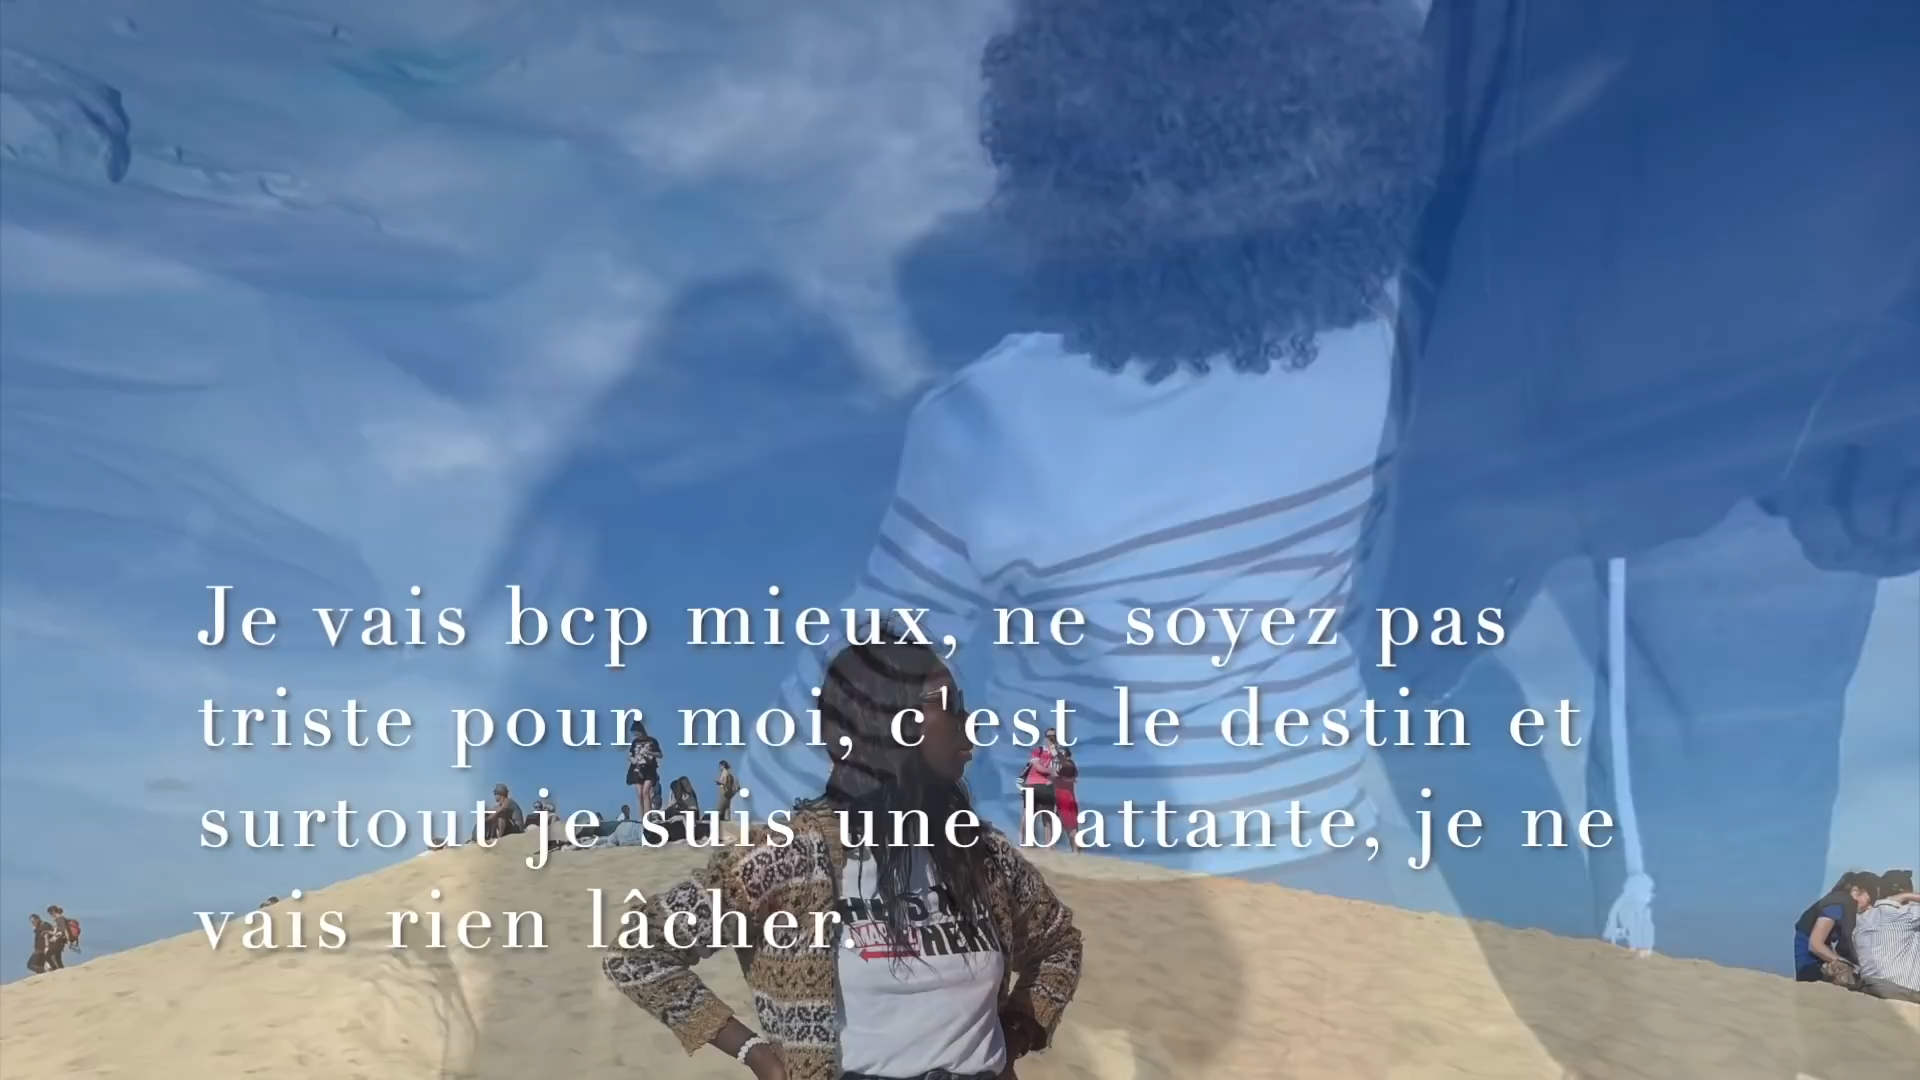 Je vais bcp mieux, ne soyez pas
triste pour moi, c'est le destin et
surtout je suis une battante, je ne
vais rien lâcher.